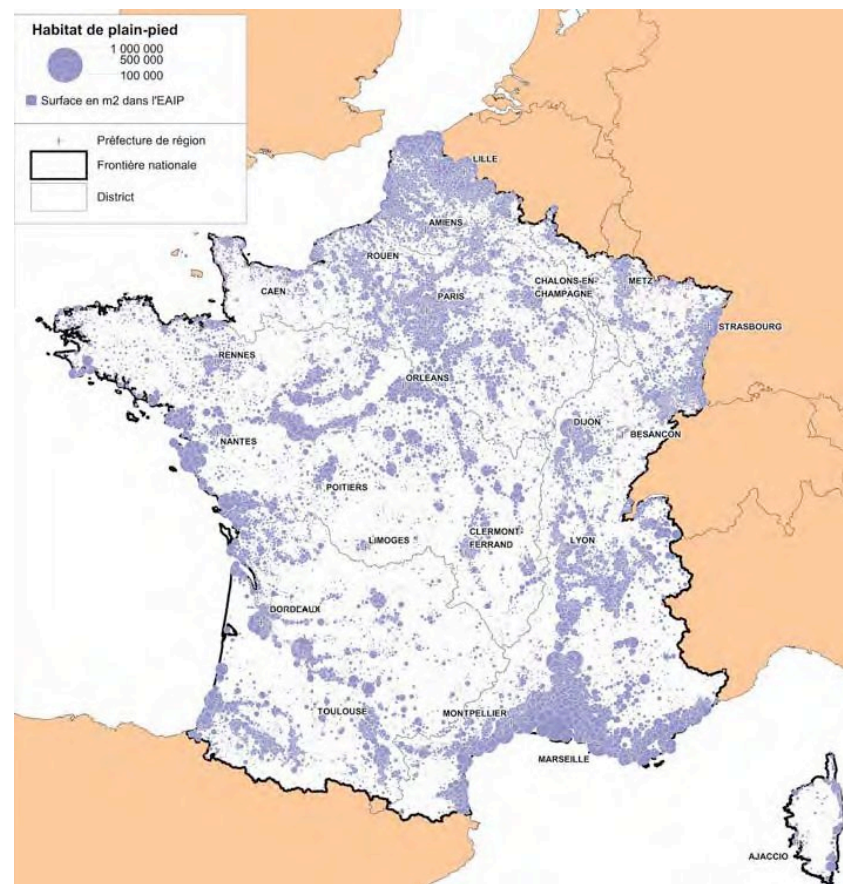 Habitat de plain-pied
1 000 000
500 000
100 000
Surface en m2 dans l'EAIP
Préfecture de région
Frontière nationale
District
LILLE
AMIENS
ROUEN
CAEN
PARIS
CHALONS-EN-
CHAMPAGNE
METZ
STRASBOURG
RENNES
ORLEANS
NANTES
DIJON
BESANCON
POITIERS
LIMOGES
CLERMONT-
FERRAND
LYON
BORDEAUX
TOULOUSE
MONTPELLIER
MARSEILLE
AJACCIO